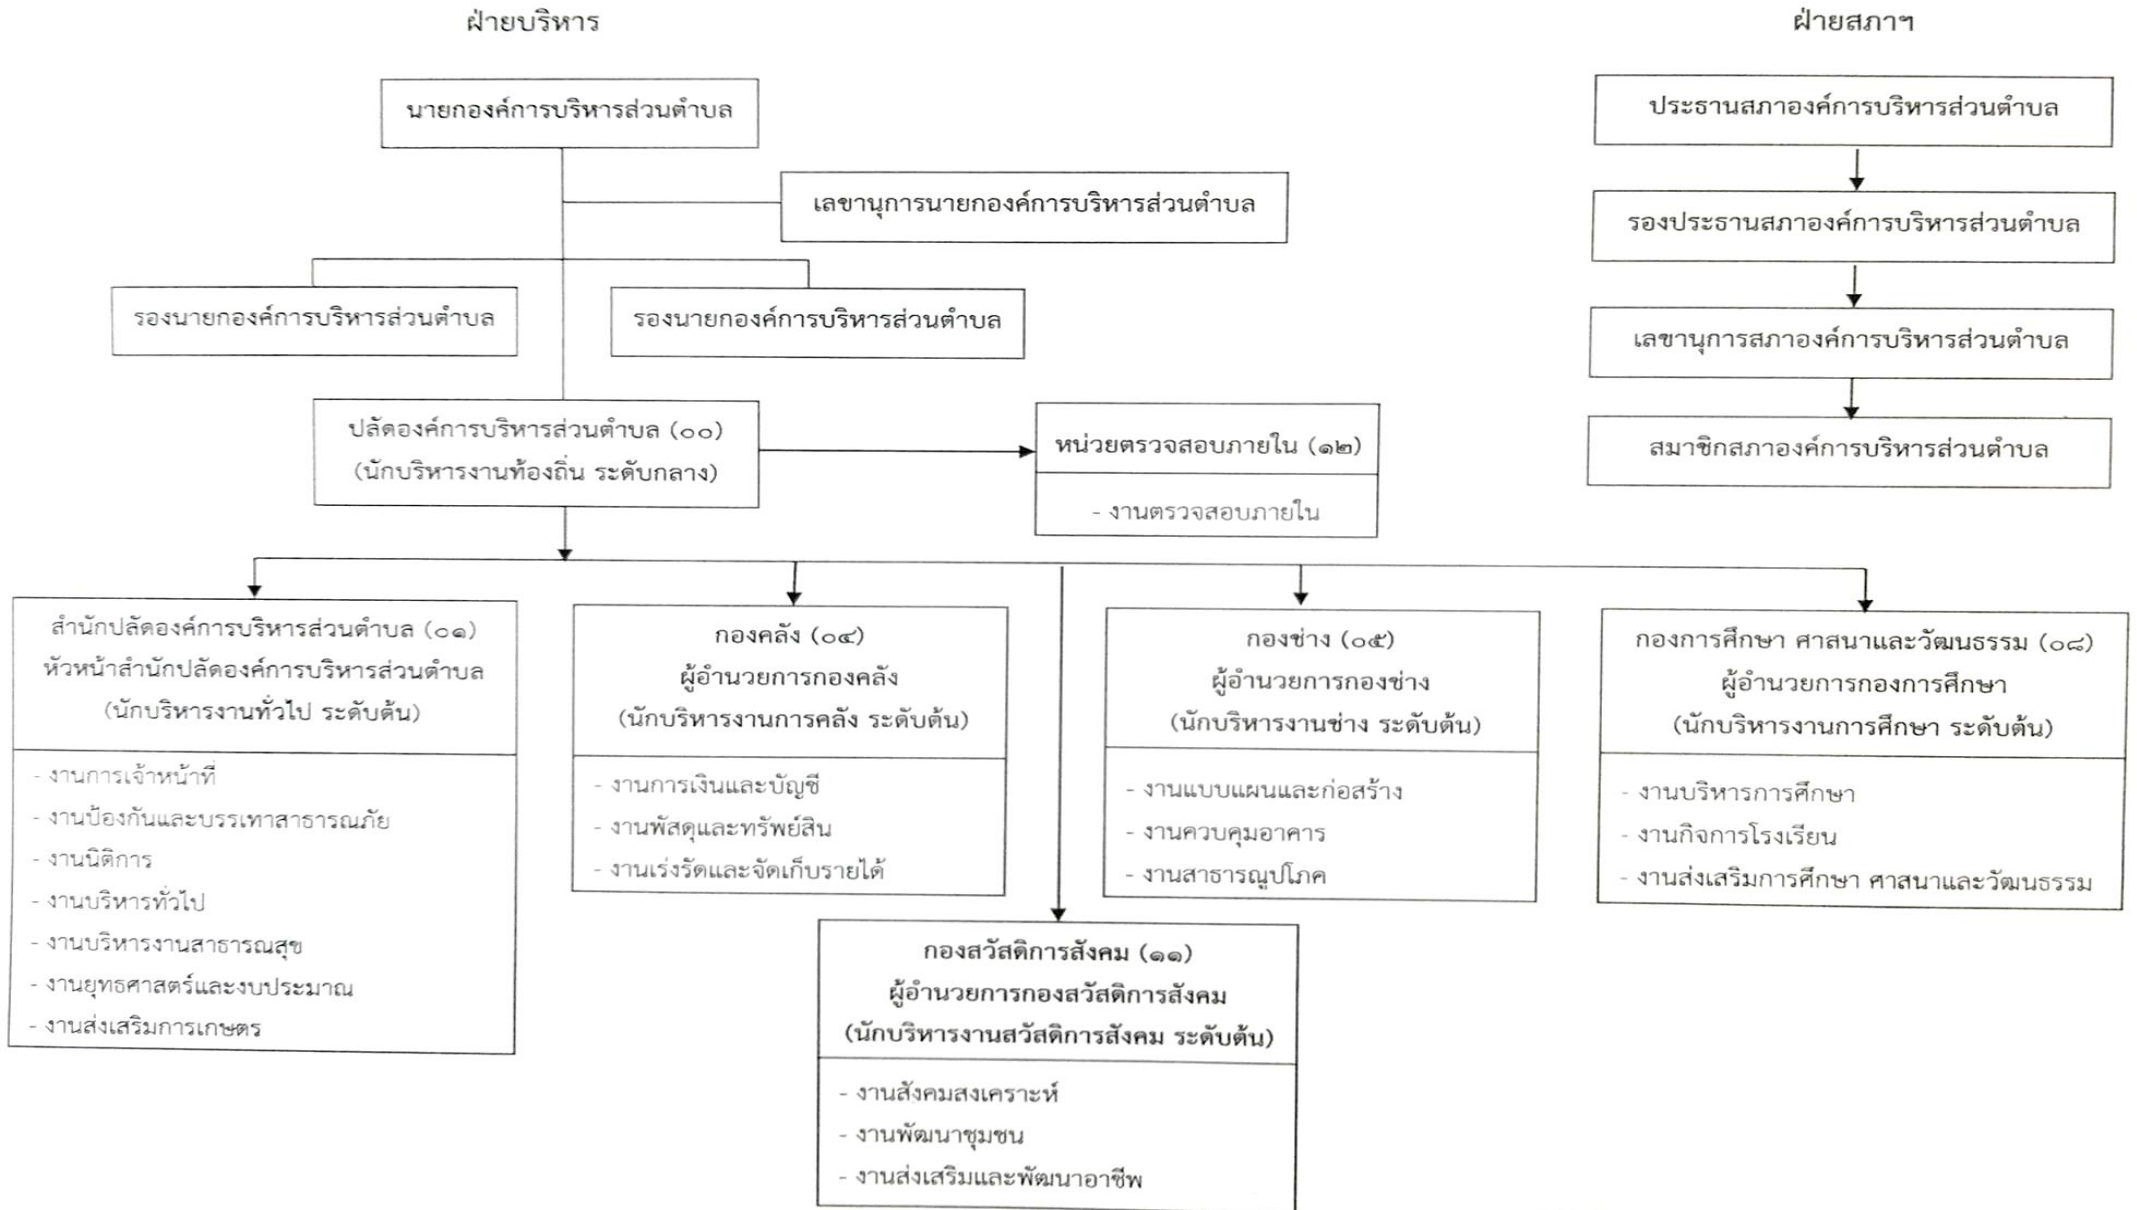 ฝ่ายบริหาร
ฝ่ายสภาฯ
นายกองค์การบริหารส่วนตำบล
เลขานุการนายกองค์การบริหารส่วนตำบล
รองนายกองค์การบริหารส่วนตำบล
รองนายกองค์การบริหารส่วนตำบล
ปลัดองค์การบริหารส่วนตำบล (๐๐)
(นักบริหารงานท้องถิ่น ระดับกลาง)
หน่วยตรวจสอบภายใน (๑๒)
- งานตรวจสอบภายใน
ประธานสภาองค์การบริหารส่วนตำบล
รองประธานสภาองค์การบริหารส่วนตำบล
เลขานุการสภาองค์การบริหารส่วนตำบล
สมาชิกสภาองค์การบริหารส่วนตำบล
สำนักปลัดองค์การบริหารส่วนตำบล (๐๑)
หัวหน้าสำนักปลัดองค์การบริหารส่วนตำบล
(นักบริหารงานทั่วไป ระดับต้น)
- งานการเจ้าหน้าที่
- งานป้องกันและบรรเทาสาธารณภัย
- งานนิติการ
- งานบริหารทั่วไป
- งานบริหารงานสาธารณสุข
- งานยุทธศาสตร์และงบประมาณ
- งานส่งเสริมการเกษตร
กองคลัง (๐๔)
ผู้อำนวยการกองคลัง
(นักบริหารงานการคลัง ระดับต้น)
- งานการเงินและบัญชี
- งานพัสดุและทรัพย์สิน
- งานเร่งรัดและจัดเก็บรายได้
กองช่าง (๐๕)
ผู้อำนวยการกองช่าง
(นักบริหารงานช่าง ระดับต้น)
- งานแบบแผนและก่อสร้าง
- งานควบคุมอาคาร
- งานสาธารณูปโภค
กองการศึกษา ศาสนาและวัฒนธรรม (๐๘)
ผู้อำนวยการกองการศึกษา
(นักบริหารงานการศึกษา ระดับต้น)
- งานบริหารการศึกษา
- งานกิจการโรงเรียน
- งานส่งเสริมการศึกษา ศาสนาและวัฒนธรรม
กองสวัสดิการสังคม (๑๑)
ผู้อำนวยการกองสวัสดิการสังคม
(นักบริหารงานสวัสดิการสังคม ระดับต้น)
- งานสังคมสงเคราะห์
- งานพัฒนาชุมชน
- งานส่งเสริมและพัฒนาอาชีพ